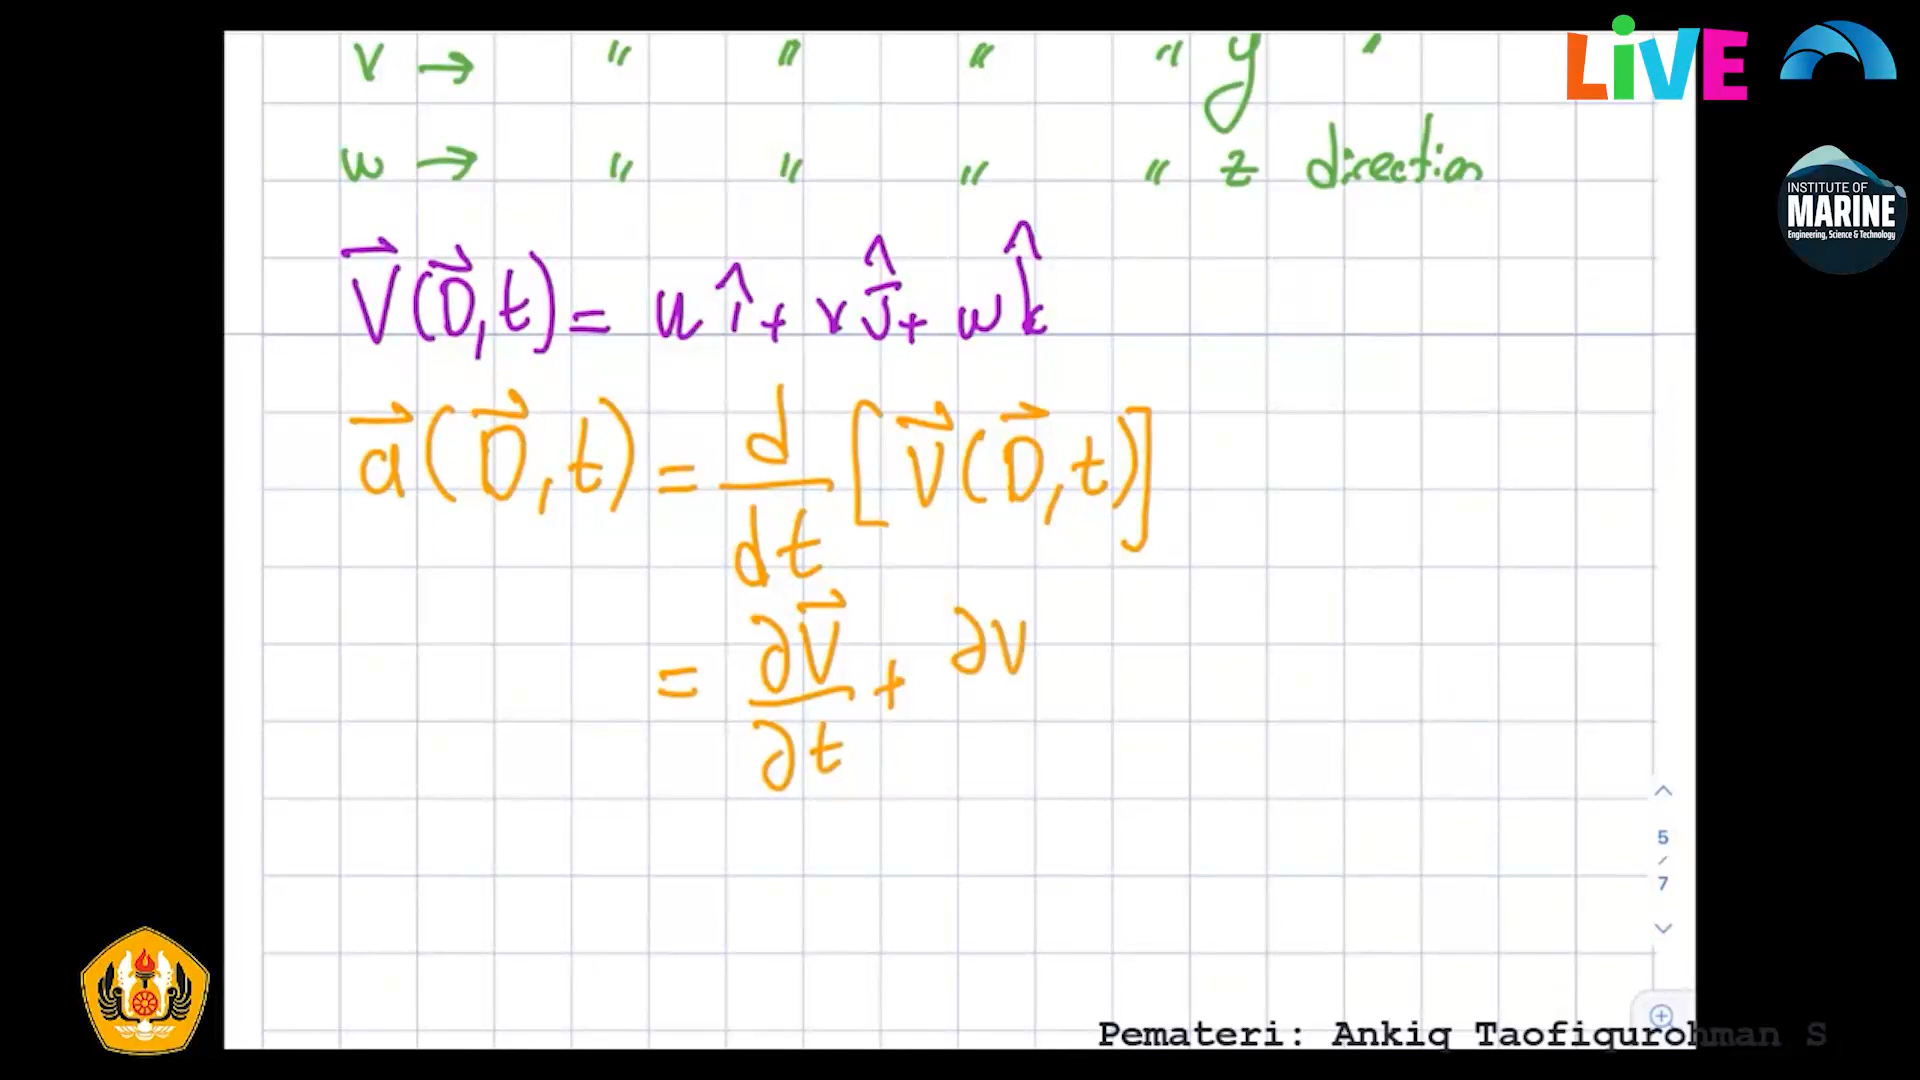 LiVE
v → " " " " y "
w → " " " " z direction
INSTITUTE OF
MARINE
Engineering, Science & Technology
V⃗(D⃗,t) = u î + v ĵ + w k̂
a⃗(D⃗,t) = d/dt [V⃗(D⃗,t)]
= ∂V⃗/∂t + ∂V
5
/
7
Pemateri: Ankiq Taofiqurohman S